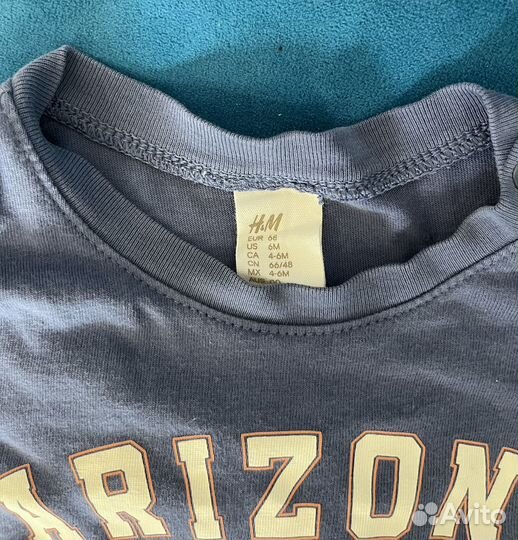 H&M
EUR 68
US 6M
CA 4-6M
CN 66/48
MX 4-6M
ARIZON
Avito